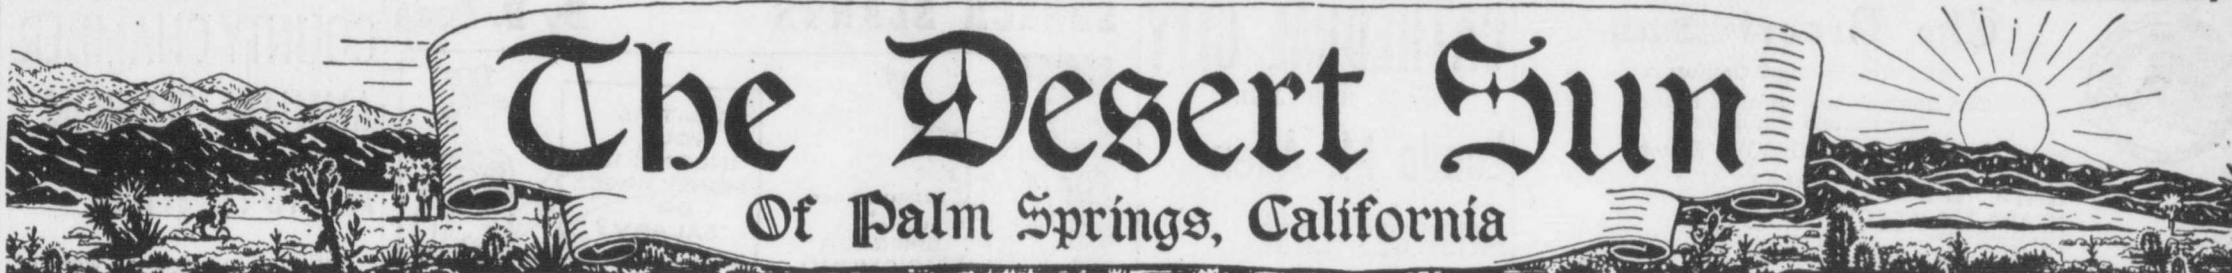 The Desert Sun
Of Palm Springs, California